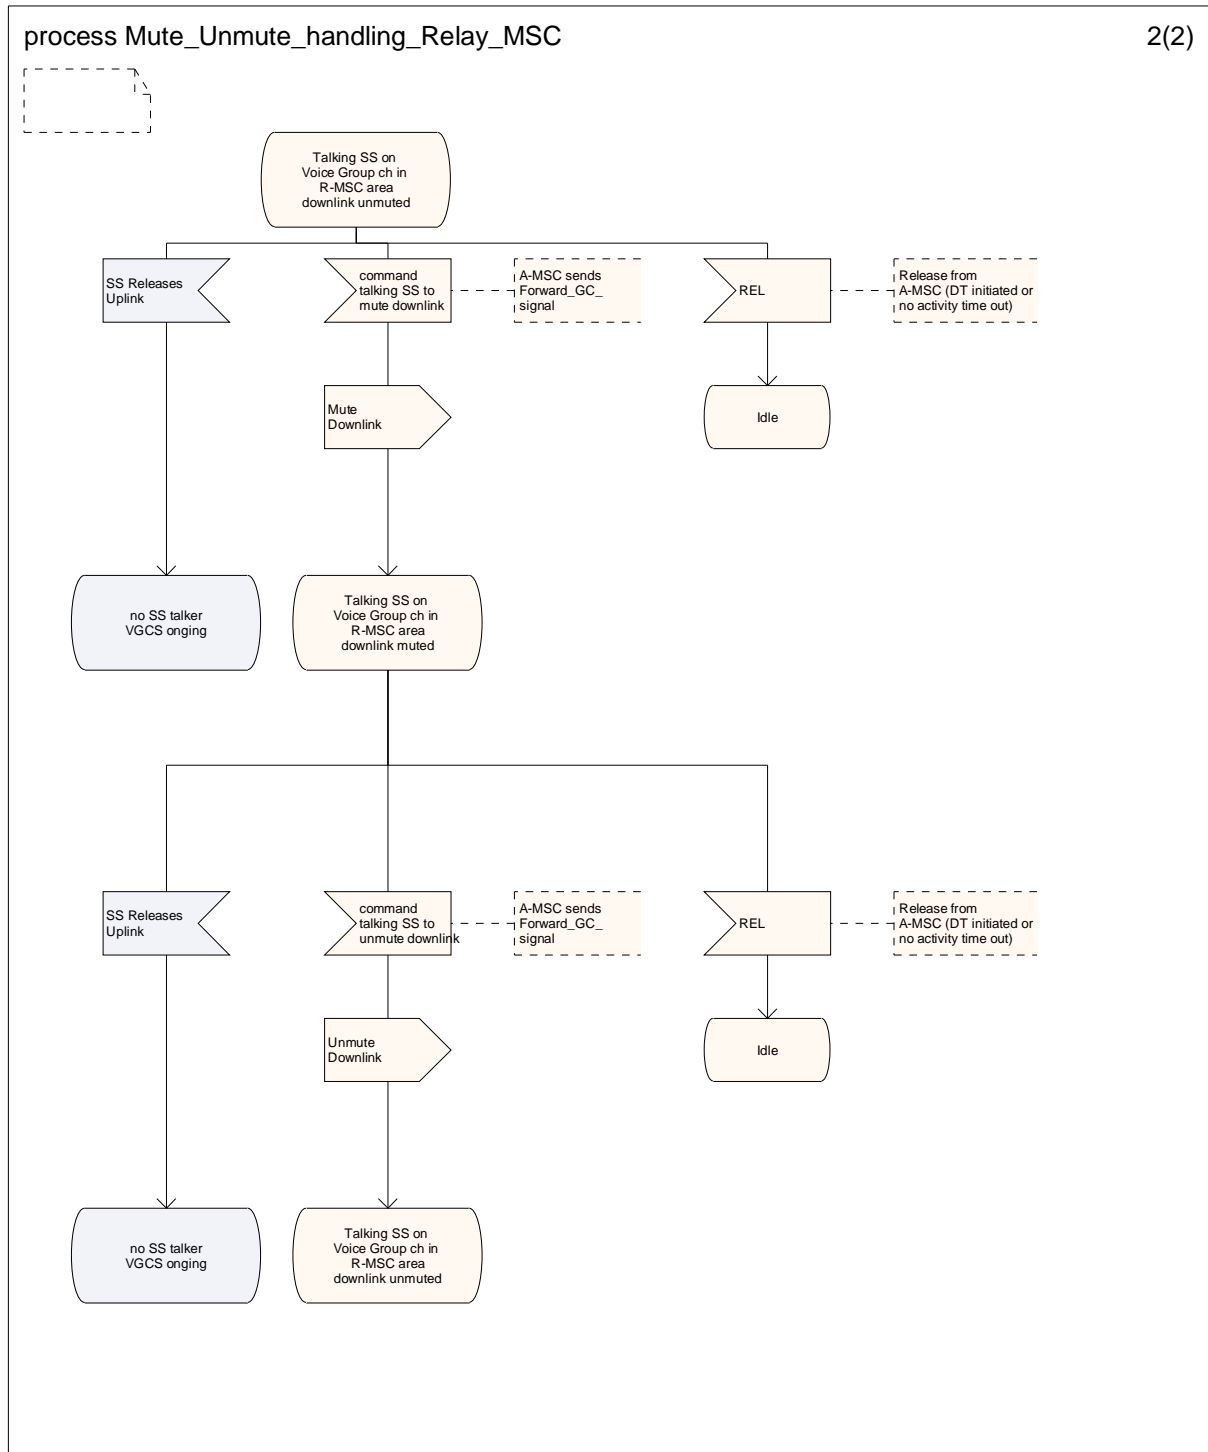 process Mute_Unmute_handling_Relay_MSC
2(2)
Talking SS on
Voice Group ch in
R-MSC area
downlink unmuted
SS Releases
Uplink
command
talking SS to
mute downlink
A-MSC sends
Forward_GC_
signal
REL
Release from
A-MSC (DT initiated or
no activity time out)
Mute
Downlink
Idle
no SS talker
VGCS onging
Talking SS on
Voice Group ch in
R-MSC area
downlink muted
SS Releases
Uplink
command
talking SS to
unmute downlink
A-MSC sends
Forward_GC_
signal
REL
Release from
A-MSC (DT initiated or
no activity time out)
Unmute
Downlink
Idle
no SS talker
VGCS onging
Talking SS on
Voice Group ch in
R-MSC area
downlink unmuted